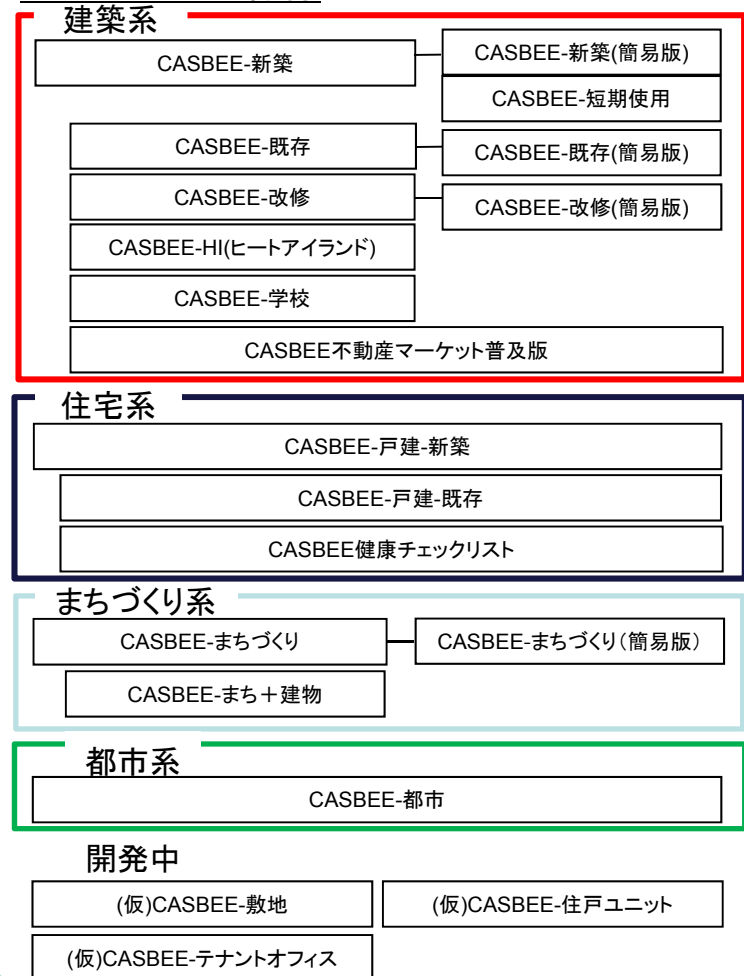 建築系
CASBEE-新築
CASBEE-新築(簡易版)
CASBEE-短期使用
CASBEE-既存
CASBEE-既存(簡易版)
CASBEE-改修
CASBEE-改修(簡易版)
CASBEE-HI(ヒートアイランド)
CASBEE-学校
CASBEE不動産マーケット普及版
住宅系
CASBEE-戸建-新築
CASBEE-戸建-既存
CASBEE健康チェックリスト
まちづくり系
CASBEE-まちづくり
CASBEE-まちづくり（簡易版）
CASBEE-まち＋建物
都市系
CASBEE-都市
開発中
(仮)CASBEE-敷地
(仮)CASBEE-住戸ユニット
(仮)CASBEE-テナントオフィス